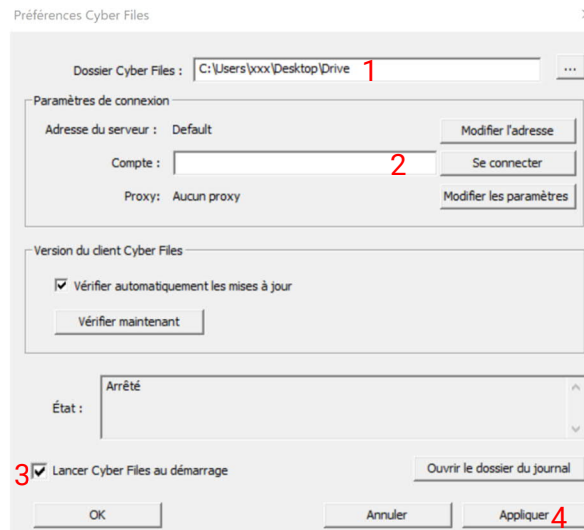 Préférences Cyber Files
Dossier Cyber Files : C:\Users\xxx\Desktop\Drive 1 ...
Paramètres de connexion
Adresse du serveur : Default Modifier l'adresse
Compte : 2 Se connecter
Proxy: Aucun proxy Modifier les paramètres
Version du client Cyber Files
Vérifier automatiquement les mises à jour
Vérifier maintenant
État : Arrêté
3 Lancer Cyber Files au démarrage Ouvrir le dossier du journal
OK Annuler Appliquer 4